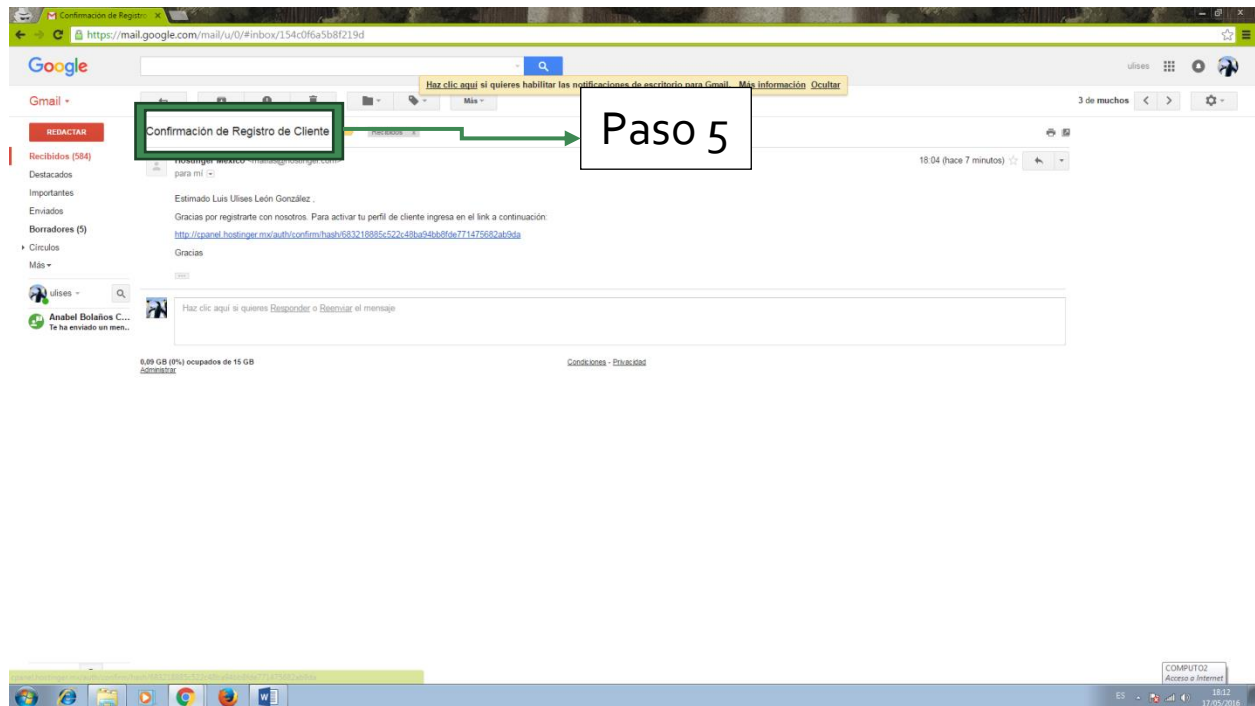 Confirmación de Registro
https://mail.google.com/mail/u/0/#inbox/154c0f6a5b8f219d
Google
ulises
Haz clic aquí si quieres habilitar las notificaciones de escritorio para Gmail. Más información Ocultar
Gmail
Más
3 de muchos
REDACTAR
Confirmación de Registro de Cliente
Recibidos x
Paso 5
Recibidos (584)
Hostinger Mexico
18:04 (hace 7 minutos)
Destacados
para mí
Importantes
Estimado Luis Ulises León González .
Enviados
Gracias por registrarte con nosotros. Para activar tu perfil de cliente ingresa en el link a continuación:
Borradores (5)
http://cpanel.hostinger.mx/auth/confirm/hash/683218885c522c48ba94bb8fde771475682ab9da
Círculos
Gracias
Más
ulises
Haz clic aquí si quieres Responder o Reenviar el mensaje
Anabel Bolaños C...
Te ha enviado un men..
0,09 GB (0%) ocupados de 15 GB
Condiciones - Privacidad
Administrar
COMPUTO2
Acceso a Internet
ES
18:12
17/05/2016